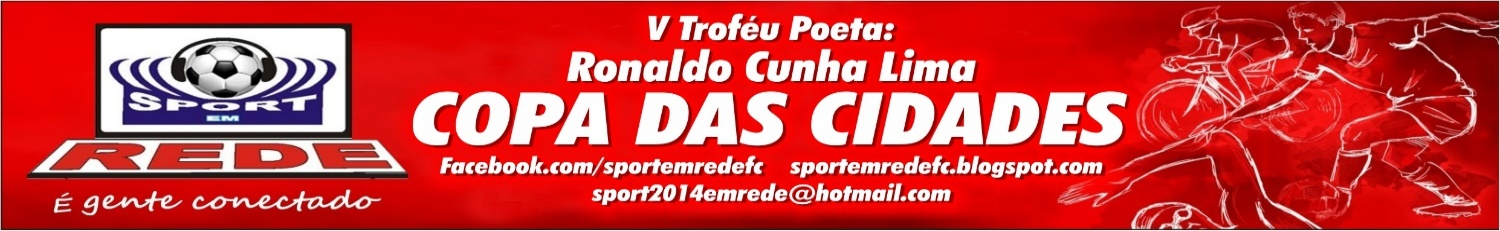 SPORT
EM
REDE
É gente conectado
V Troféu Poeta:
Ronaldo Cunha Lima
COPA DAS CIDADES
Facebook.com/sportemredefc sportemredefc.blogspot.com
sport2014emrede@hotmail.com